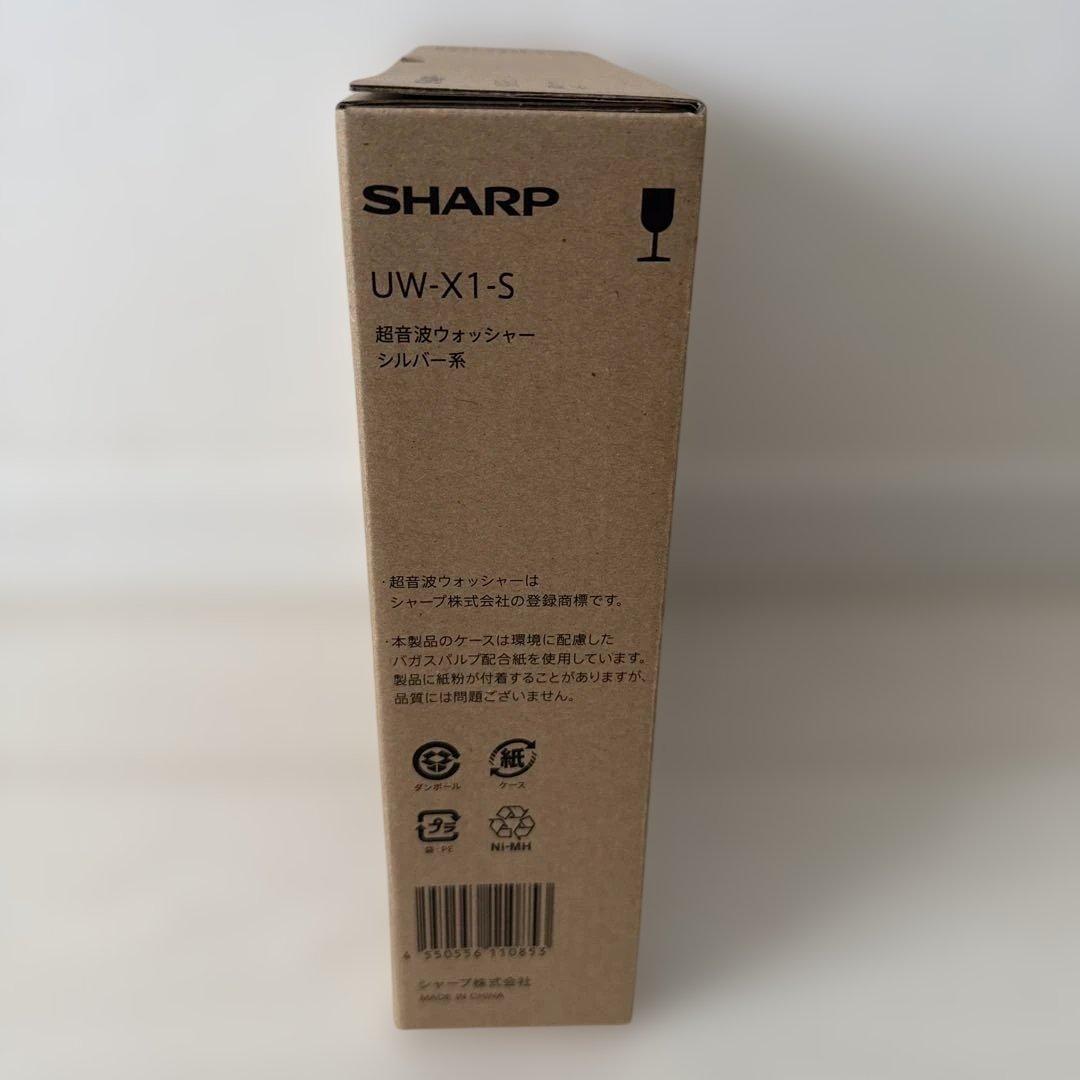 SHARP
UW-X1-S
超音波ウォッシャー
シルバー系
・超音波ウォッシャーは
シャープ株式会社の登録商標です。
・本製品のケースは環境に配慮した
バガスパルプ配合紙を使用しています。
製品に紙粉が付着することがありますが、
品質には問題ございません。
ダンボール
紙
ケース
プラ
袋:PE
Ni-MH
4 550556 110853
シャープ株式会社
MADE IN CHINA